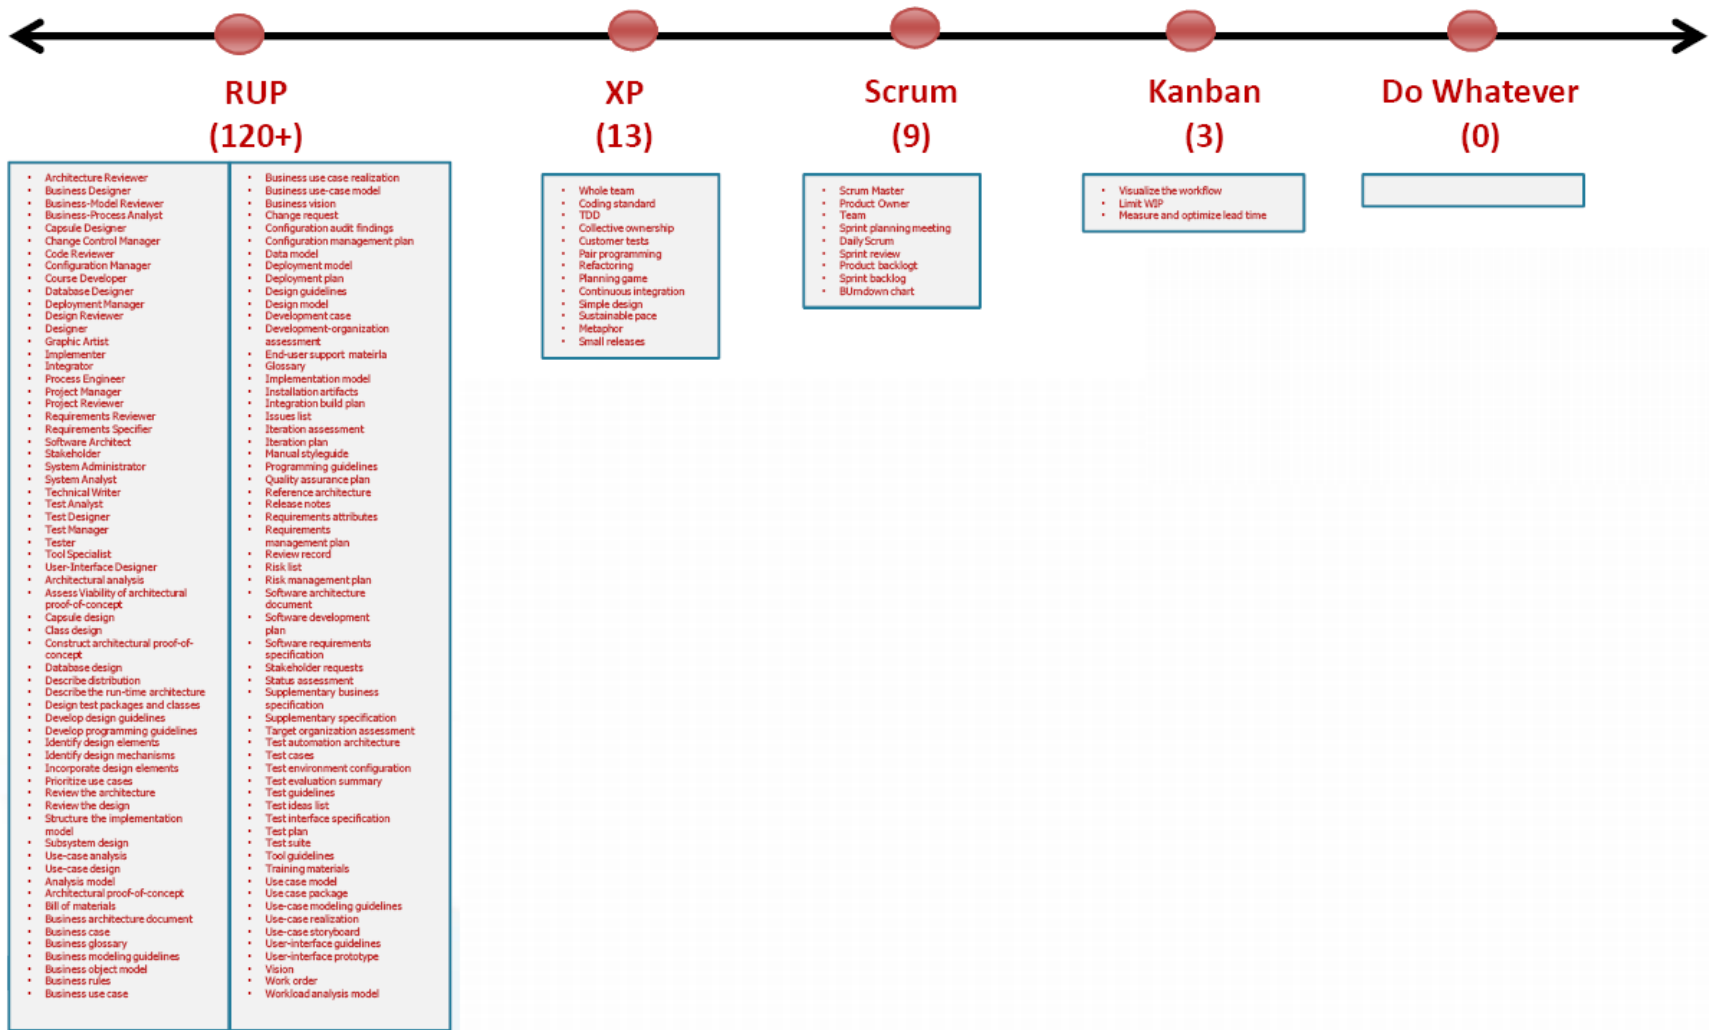 RUP
(120+)
XP
(13)
Scrum
(9)
Kanban
(3)
Do Whatever
(0)
Architecture Reviewer
Business Designer
Business-Model Reviewer
Business-Process Analyst
Capsule Designer
Change Control Manager
Code Reviewer
Configuration Manager
Course Developer
Database Designer
Deployment Manager
Design Reviewer
Designer
Graphic Artist
Implementer
Integrator
Process Engineer
Project Manager
Project Reviewer
Requirements Reviewer
Requirements Specifier
Software Architect
Stakeholder
System Administrator
System Analyst
Technical Writer
Test Analyst
Test Designer
Test Manager
Tester
Tool Specialist
User-Interface Designer
Architectural analysis
Assess Viability of architectural
proof-of-concept
Capsule design
Class design
Construct architectural proof-of-
concept
Database design
Describe distribution
Describe the run-time architecture
Design test packages and classes
Develop design guidelines
Develop programming guidelines
Identify design elements
Identify design mechanisms
Incorporate design elements
Prioritize use cases
Review the architecture
Review the design
Structure the implementation
model
Subsystem design
Use-case analysis
Use-case design
Analysis model
Architectural proof-of-concept
Bill of materials
Business architecture document
Business case
Business glossary
Business modeling guidelines
Business object model
Business rules
Business use case
Business use case realization
Business use-case model
Business vision
Change request
Configuration audit findings
Configuration management plan
Data model
Deployment model
Deployment plan
Design guidelines
Design model
Development case
Development-organization
assessment
End-user support mateirla
Glossary
Implementation model
Installation artifacts
Integration build plan
Issues list
Iteration assessment
Iteration plan
Manual styleguide
Programming guidelines
Quality assurance plan
Reference architecture
Release notes
Requirements attributes
Requirements
management plan
Review record
Risk list
Risk management plan
Software architecture
document
Software development
plan
Software requirements
specification
Stakeholder requests
Status assessment
Supplementary business
specification
Supplementary specification
Target organization assessment
Test automation architecture
Test cases
Test environment configuration
Test evaluation summary
Test guidelines
Test ideas list
Test interface specification
Test plan
Test suite
Tool guidelines
Training materials
Use case model
Use case package
Use-case modeling guidelines
Use-case realization
Use-case storyboard
User-interface guidelines
User-interface prototype
Vision
Work order
Workload analysis model
Whole team
Coding standard
TDD
Collective ownership
Customer tests
Pair programming
Refactoring
Planning game
Continuous integration
Simple design
Sustainable pace
Metaphor
Small releases
Scrum Master
Product Owner
Team
Sprint planning meeting
Daily Scrum
Sprint review
Product backlogt
Sprint backlog
BUrndown chart
Visualize the workflow
Limit WIP
Measure and optimize lead time